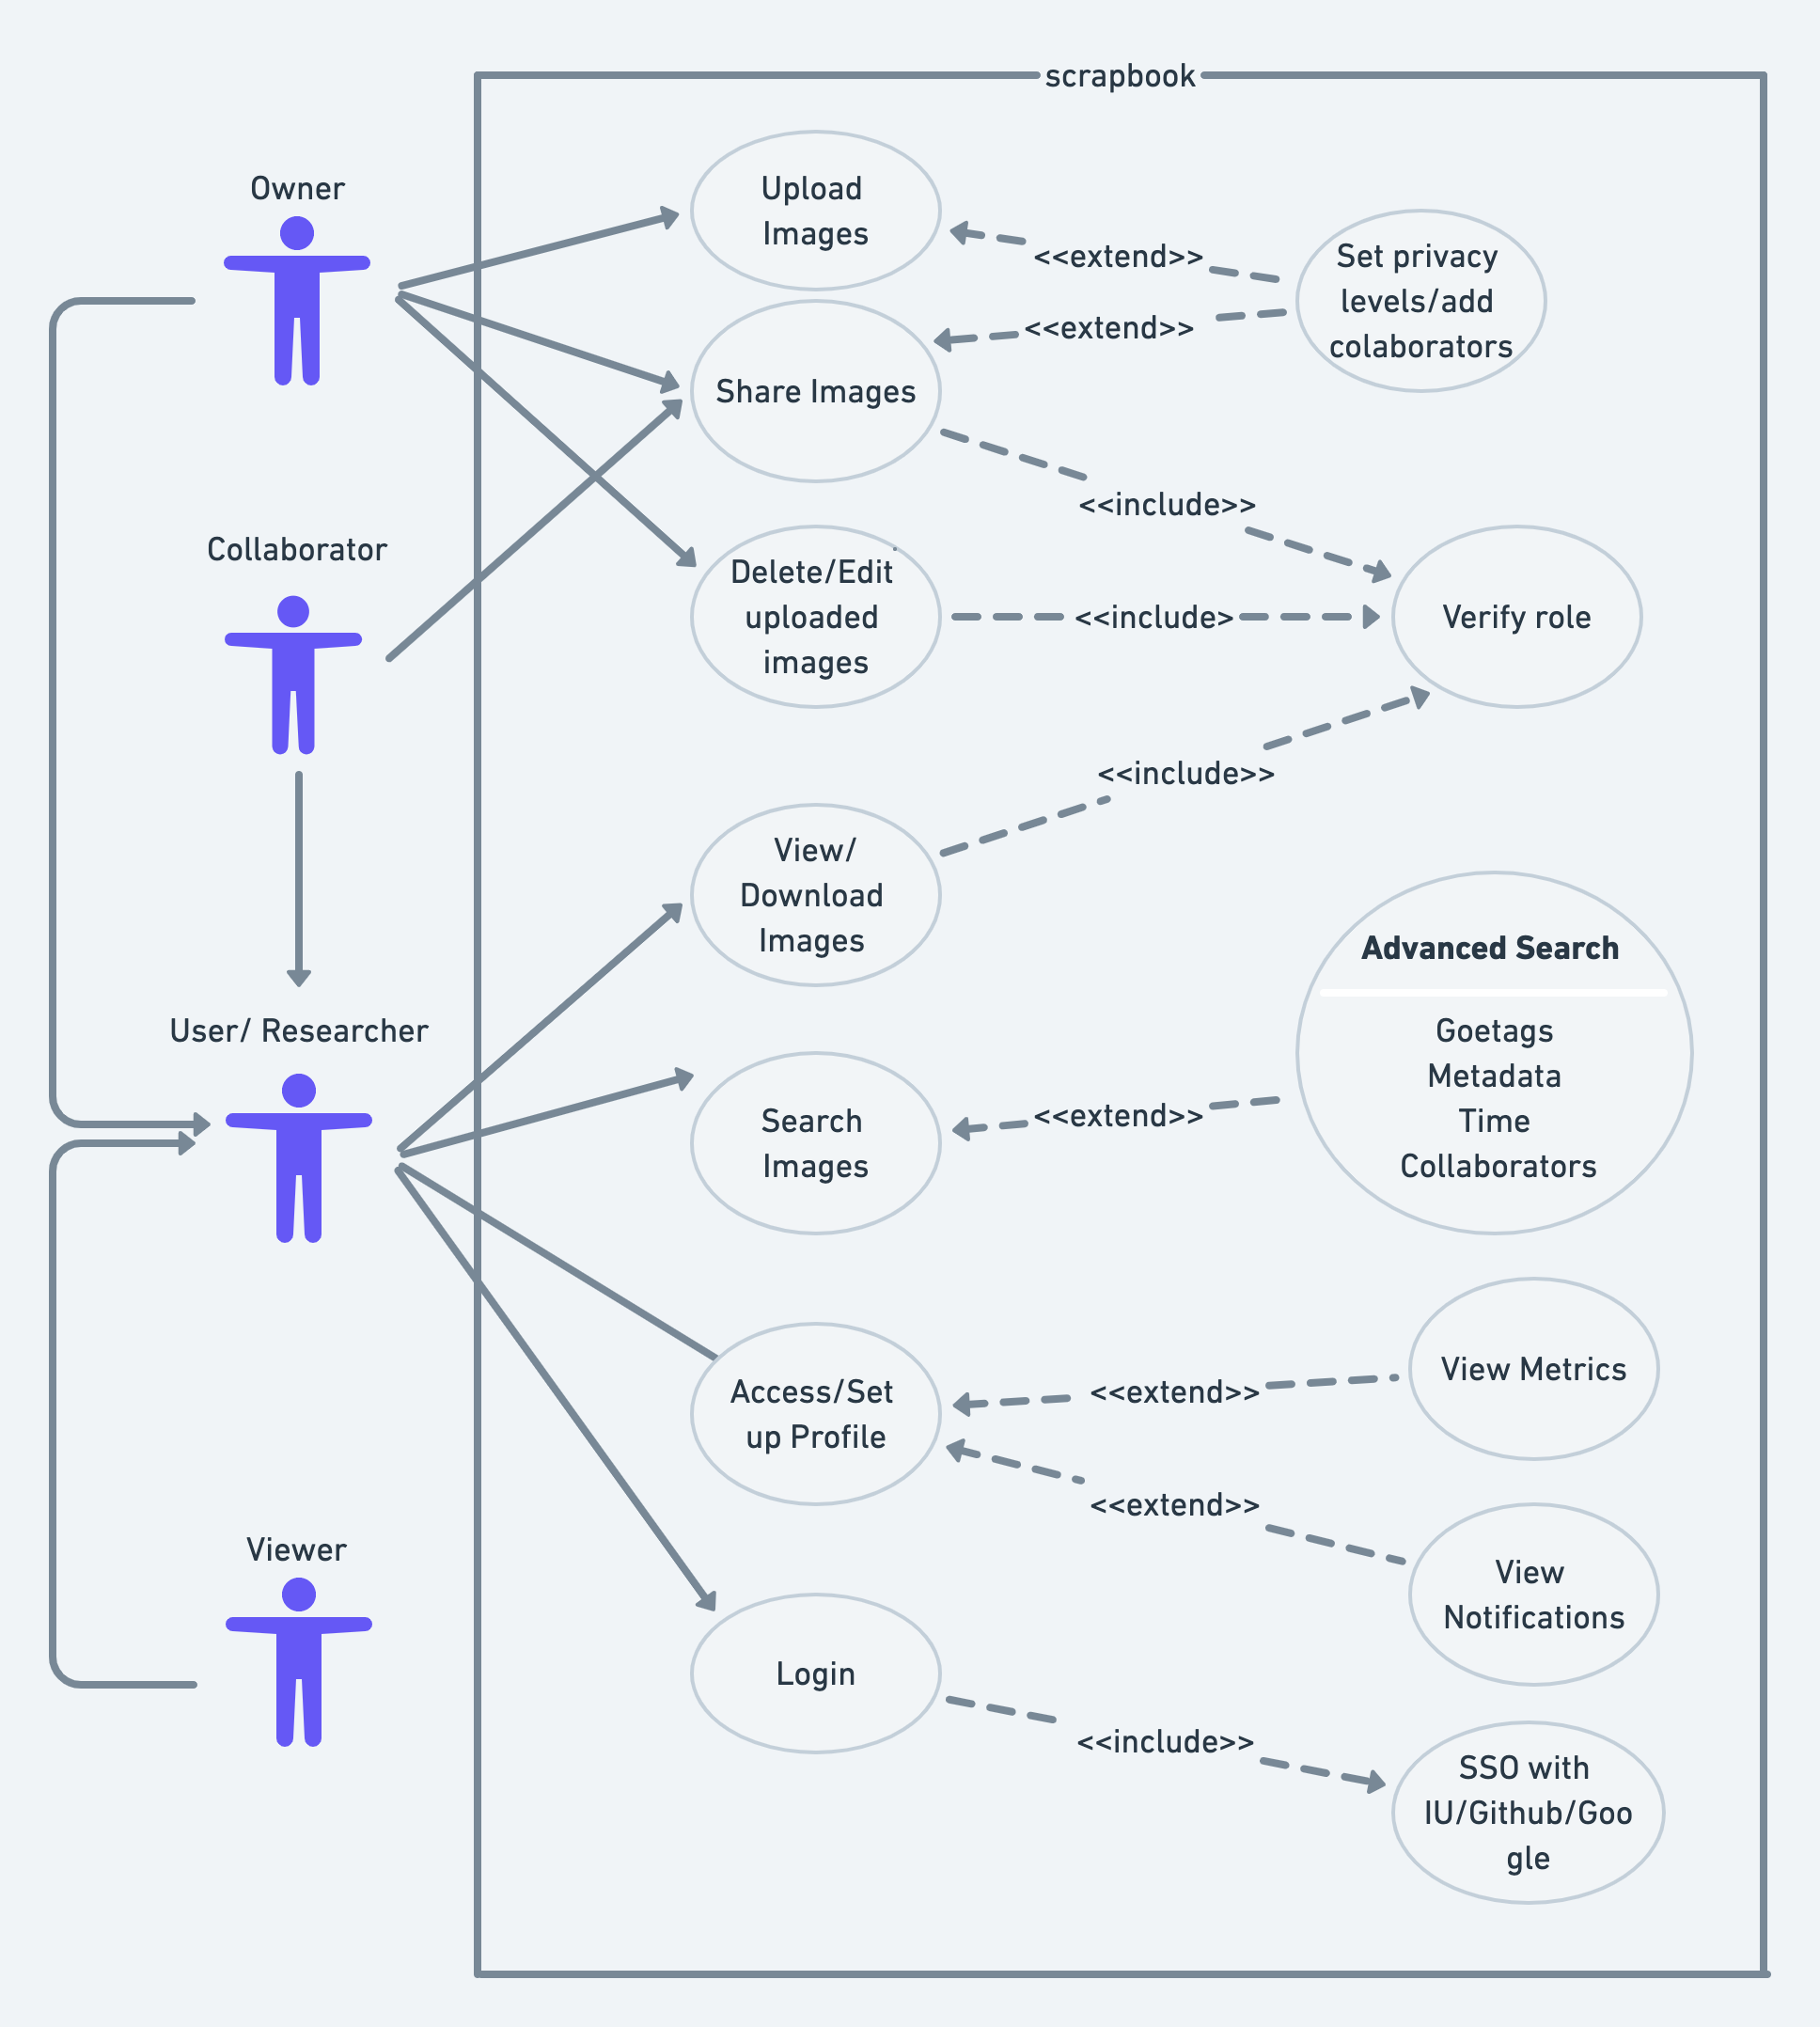 scrapbook
Owner
Upload
Images
<<extend>>
Set privacy
levels/add
colaborators
<<extend>>
Share Images
<<include>>
Collaborator
Delete/Edit
uploaded
images
<<include>
Verify role
<<include>>
View/
Download
Images
Advanced Search
Goetags
Metadata
Time
Collaborators
User/ Researcher
Search
Images
<<extend>>
View Metrics
<<extend>>
Access/Set
up Profile
<<extend>>
View
Notifications
Viewer
Login
<<include>>
SSO with
IU/Github/Goo
gle